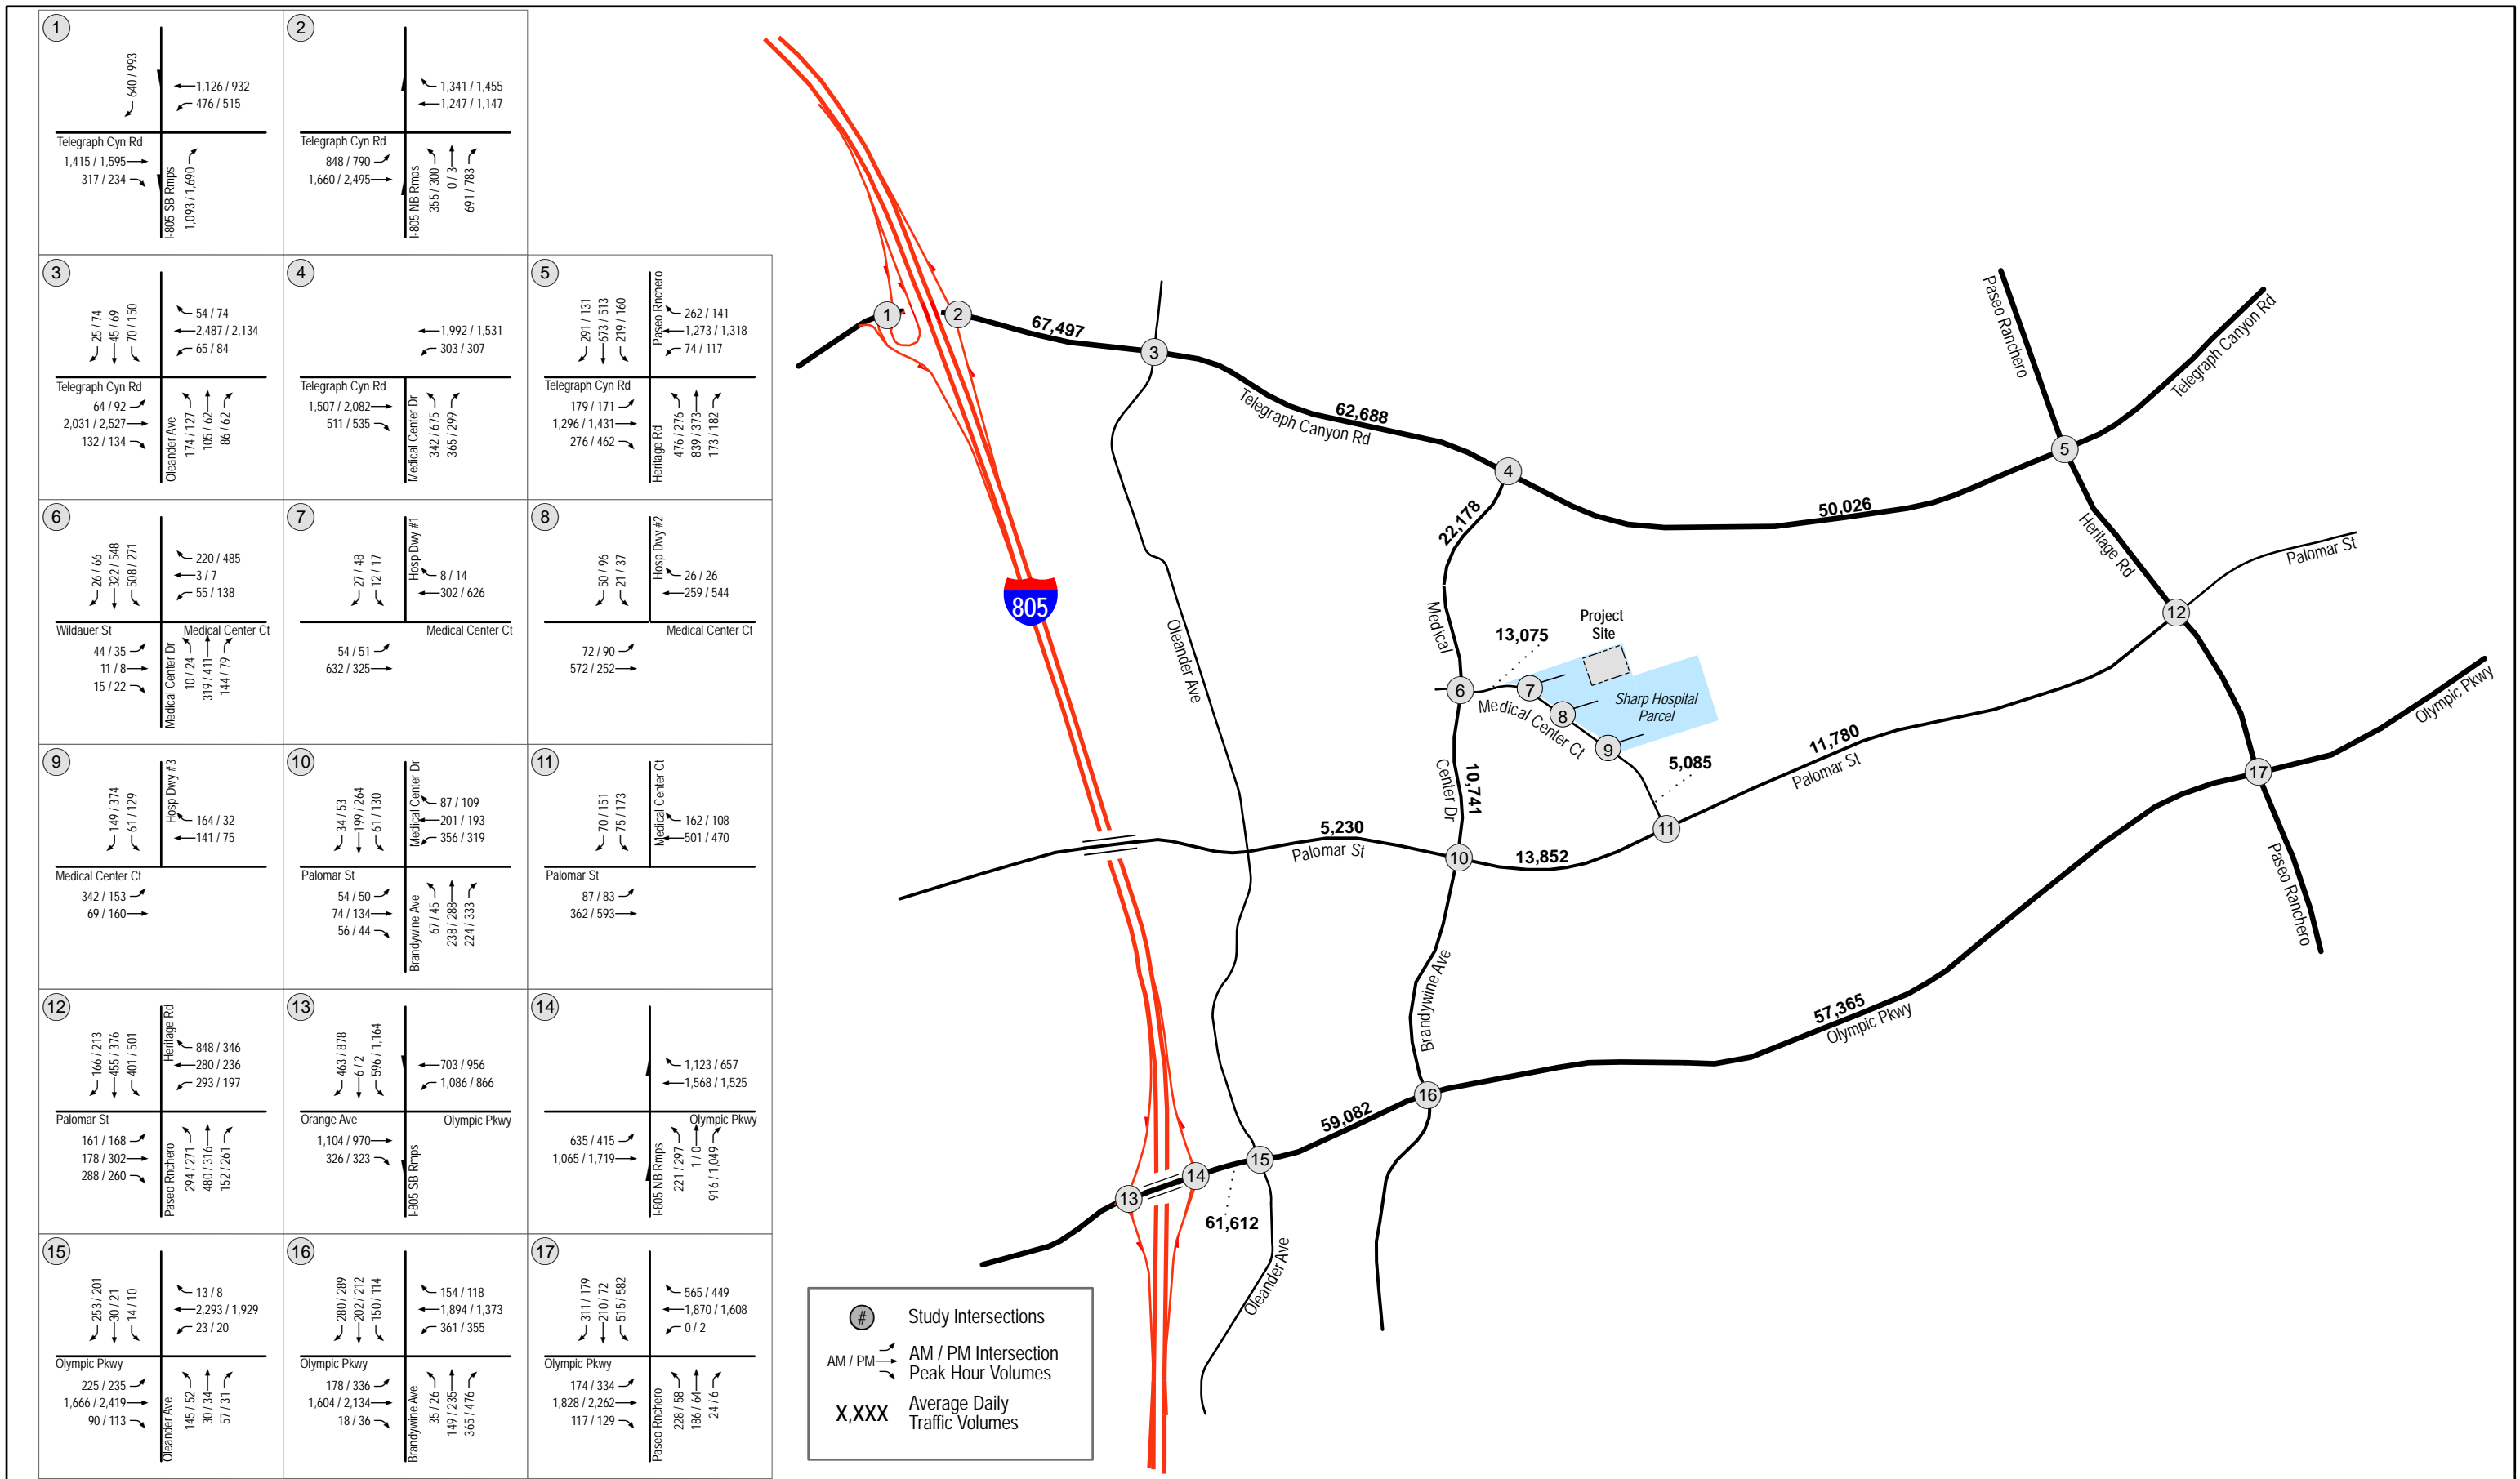 1
640 / 993
1,126 / 932
476 / 515
Telegraph Cyn Rd
1,415 / 1,595
317 / 234
I-805 SB Rmps
1,093 / 1,690
2
1,341 / 1,455
1,247 / 1,147
Telegraph Cyn Rd
848 / 790
1,660 / 2,495
I-805 NB Rmps
355 / 300
0 / 3
691 / 783
3
25 / 74
45 / 69
70 / 150
54 / 74
2,487 / 2,134
65 / 84
Telegraph Cyn Rd
64 / 92
2,031 / 2,527
132 / 134
Oleander Ave
174 / 127
105 / 62
86 / 62
4
1,992 / 1,531
303 / 307
Telegraph Cyn Rd
1,507 / 2,082
511 / 535
Medical Center Dr
342 / 675
365 / 299
5
291 / 131
673 / 513
219 / 160
Paseo Rnchero
262 / 141
1,273 / 1,318
74 / 117
Telegraph Cyn Rd
179 / 171
1,296 / 1,431
276 / 462
Heritage Rd
476 / 276
839 / 373
173 / 182
6
26 / 66
322 / 548
508 / 271
220 / 485
3 / 7
55 / 138
Wildauer St
Medical Center Ct
44 / 35
11 / 8
15 / 22
Medical Center Dr
10 / 24
319 / 411
144 / 79
7
27 / 48
12 / 17
Hosp Dwy #1
8 / 14
302 / 626
Medical Center Ct
54 / 51
632 / 325
8
50 / 96
21 / 37
Hosp Dwy #2
26 / 26
259 / 544
Medical Center Ct
72 / 90
572 / 252
9
149 / 374
61 / 129
Hosp Dwy #3
164 / 32
141 / 75
Medical Center Ct
342 / 153
69 / 160
10
34 / 53
199 / 264
61 / 130
Medical Center Dr
87 / 109
201 / 193
356 / 319
Palomar St
54 / 50
74 / 134
56 / 44
Brandywine Ave
67 / 45
238 / 288
224 / 333
11
70 / 151
75 / 173
Medical Center Ct
162 / 108
501 / 470
Palomar St
87 / 83
362 / 593
12
166 / 213
455 / 376
401 / 501
Heritage Rd
848 / 346
280 / 236
293 / 197
Palomar St
161 / 168
178 / 302
288 / 260
Paseo Rnchero
294 / 271
480 / 316
152 / 261
13
463 / 878
6 / 2
596 / 1,164
703 / 956
1,086 / 866
Orange Ave
Olympic Pkwy
1,104 / 970
326 / 323
I-805 SB Rmps
14
1,123 / 657
1,568 / 1,525
Olympic Pkwy
635 / 415
1,065 / 1,719
I-805 NB Rmps
221 / 297
1 / 0
916 / 1,049
15
253 / 201
30 / 21
14 / 10
13 / 8
2,293 / 1,929
23 / 20
Olympic Pkwy
225 / 235
1,666 / 2,419
90 / 113
Oleander Ave
145 / 52
30 / 34
57 / 31
16
280 / 289
202 / 212
150 / 114
154 / 118
1,894 / 1,373
361 / 355
Olympic Pkwy
178 / 336
1,604 / 2,134
18 / 36
Brandywine Ave
35 / 26
149 / 235
365 / 476
17
311 / 179
210 / 72
515 / 582
565 / 449
1,870 / 1,608
0 / 2
Olympic Pkwy
174 / 334
1,828 / 2,262
117 / 129
Paseo Rnchero
228 / 58
186 / 64
24 / 6
1
2
67,497
3
Telegraph Canyon Rd
62,688
4
50,026
5
Paseo Ranchero
Telegraph Canyon Rd
Heritage Rd
12
Palomar St
22,178
805
Oleander Ave
Medical
Center Dr
6
13,075
Project
Site
7
8
9
Medical Center Ct
Sharp Hospital
Parcel
10,741
5,085
11
11,780
Palomar St
5,230
Palomar St
10
13,852
Olympic Pkwy
17
Paseo Ranchero
Brandywine Ave
57,365
Olympic Pkwy
16
59,082
15
14
13
61,612
Oleander Ave
#
Study Intersections
AM / PM
AM / PM Intersection
Peak Hour Volumes
X,XXX
Average Daily
Traffic Volumes